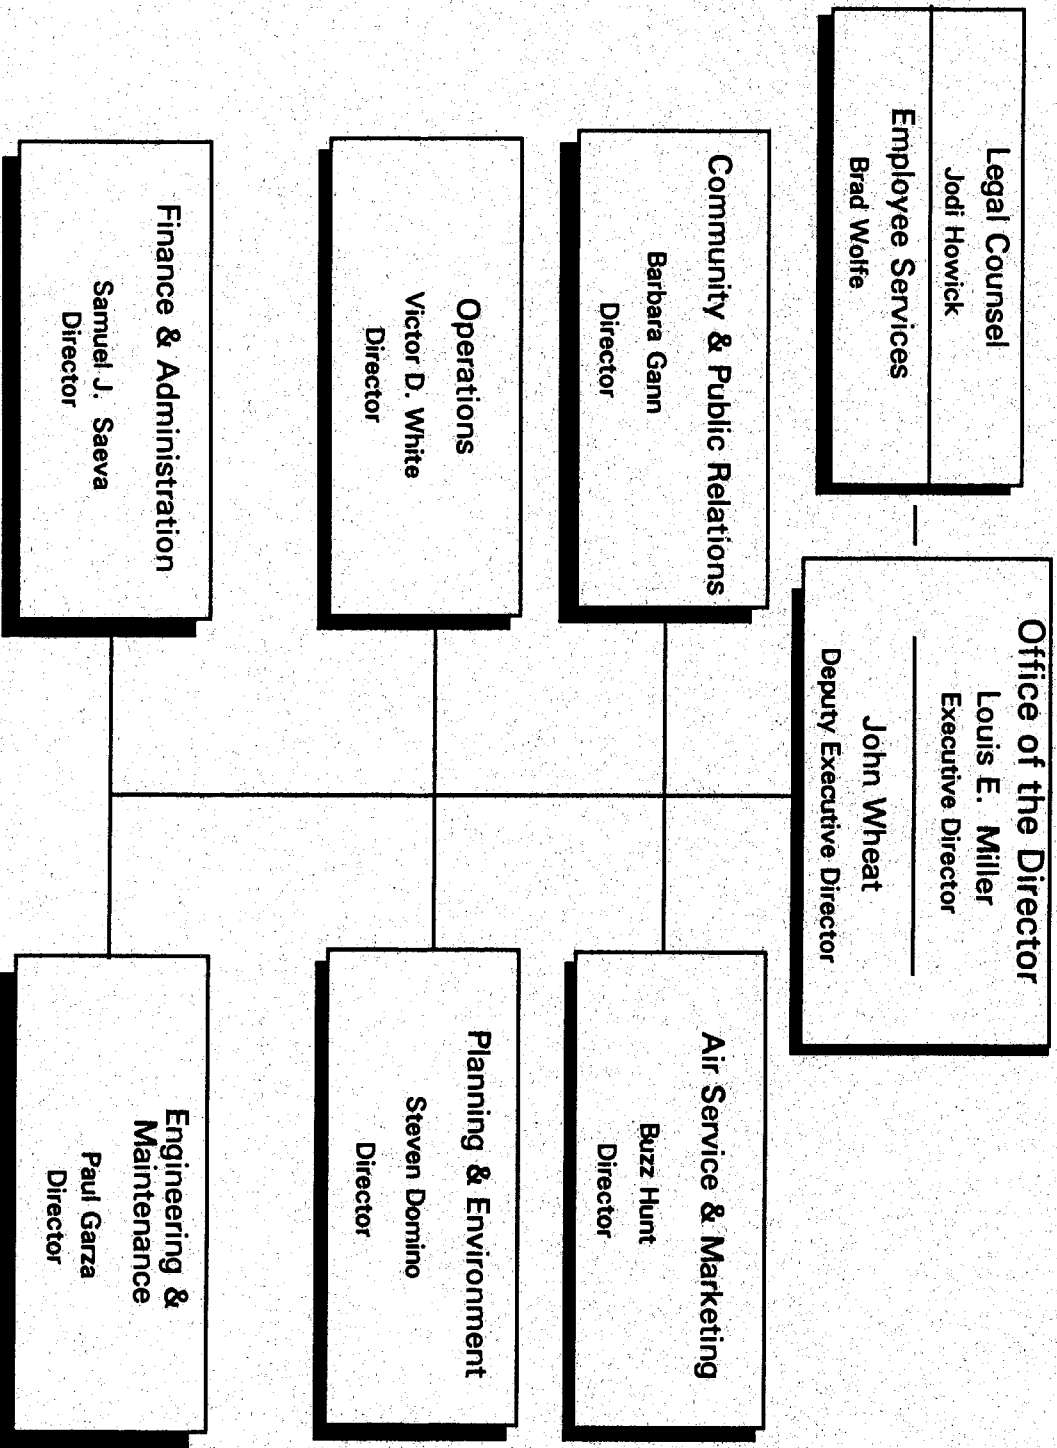 Office of the Director
Louis E. Miller
Executive Director
John Wheat
Deputy Executive Director
Legal Counsel
Jodi Howick
Employee Services
Brad Wolfe
Community & Public Relations
Barbara Gann
Director
Air Service & Marketing
Buzz Hunt
Director
Operations
Victor D. White
Director
Planning & Environment
Steven Domino
Director
Finance & Administration
Samuel J. Saeva
Director
Engineering &
Maintenance
Paul Garza
Director